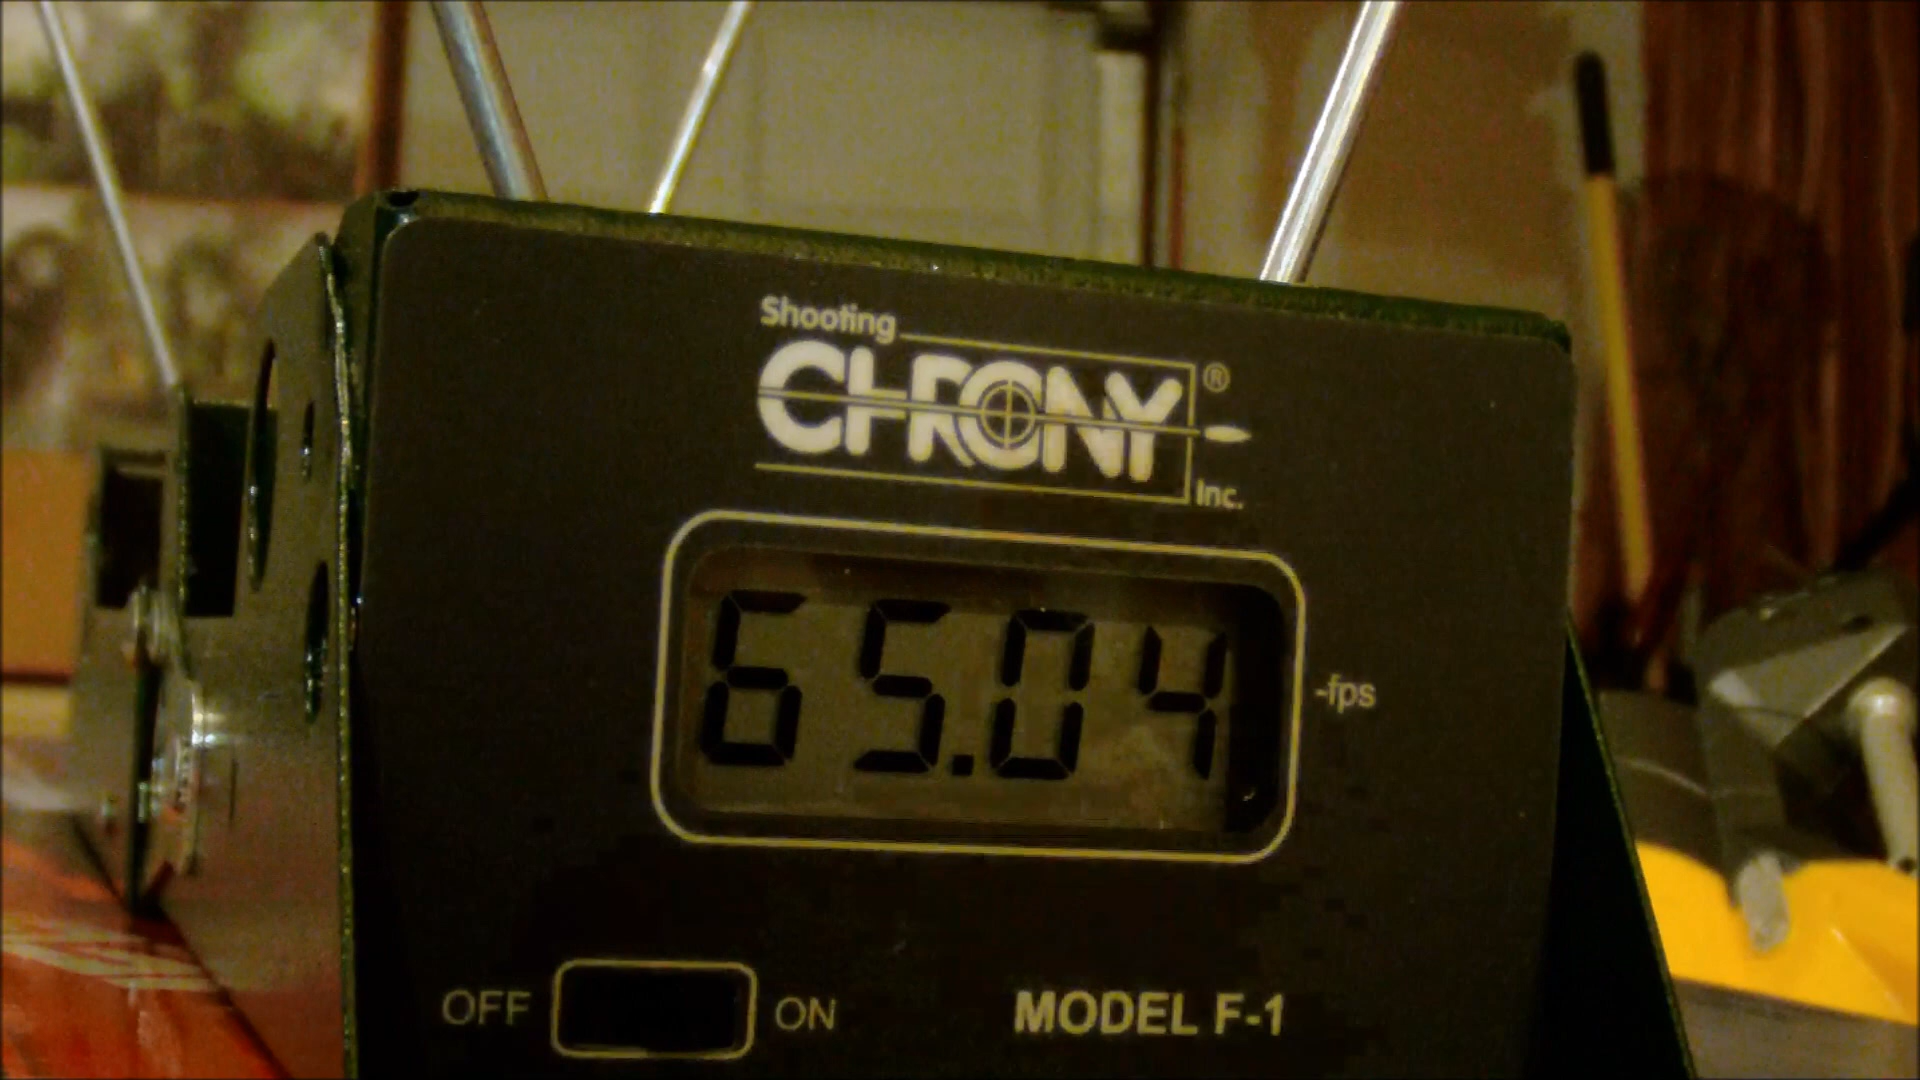 Shooting
CHRONY ®
Inc.
65.04
-fps
OFF ON MODEL F-1